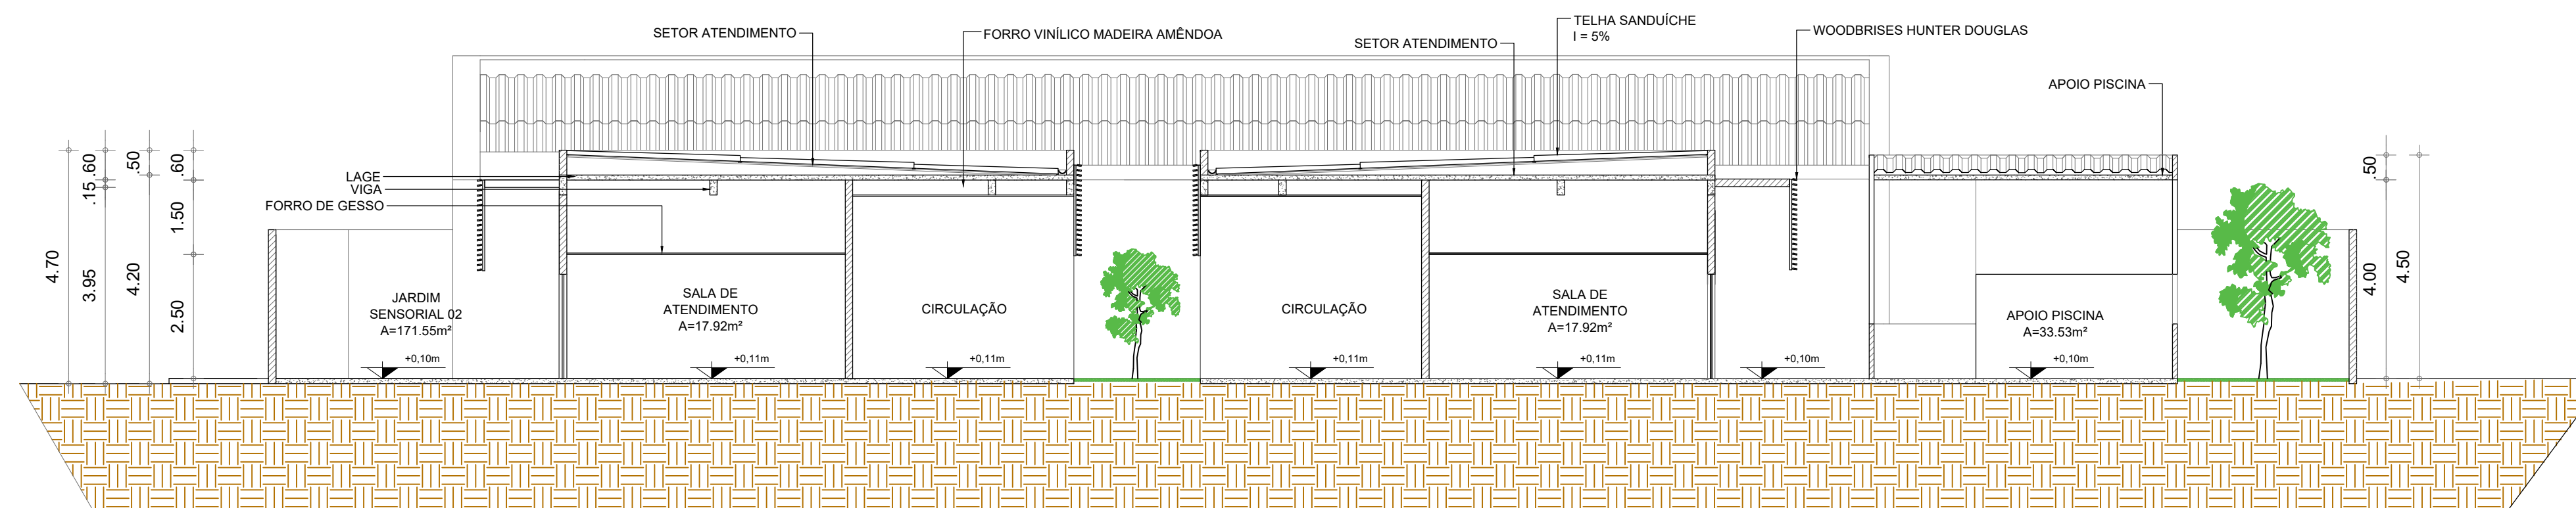 TELHA SANDUÍCHE
I = 5%
SETOR ATENDIMENTO
FORRO VINÍLICO MADEIRA AMÊNDOA
SETOR ATENDIMENTO
WOODBRISES HUNTER DOUGLAS
APOIO PISCINA
LAGE
VIGA
FORRO DE GESSO
4.70
.60
.15
3.95
.50
4.20
.60
1.50
2.50
JARDIM
SENSORIAL 02
A=171.55m²
+0,10m
SALA DE
ATENDIMENTO
A=17.92m²
+0,11m
CIRCULAÇÃO
+0,11m
CIRCULAÇÃO
+0,11m
SALA DE
ATENDIMENTO
A=17.92m²
+0,11m
+0,10m
APOIO PISCINA
A=33.53m²
+0,10m
.50
4.00
4.50